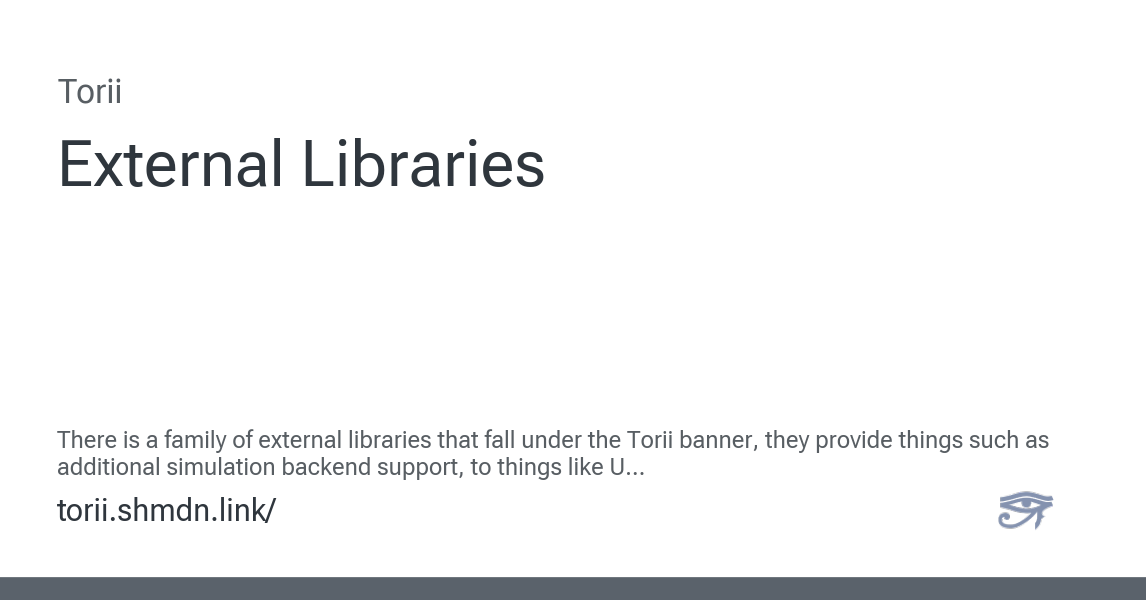 Torii
External Libraries
There is a family of external libraries that fall under the Torii banner, they provide things such as
additional simulation backend support, to things like U...
torii.shmdn.link/